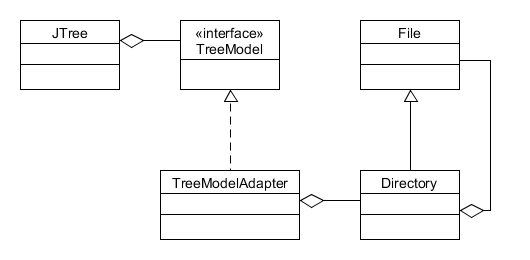 JTree
«interface»
TreeModel
File
TreeModelAdapter
Directory